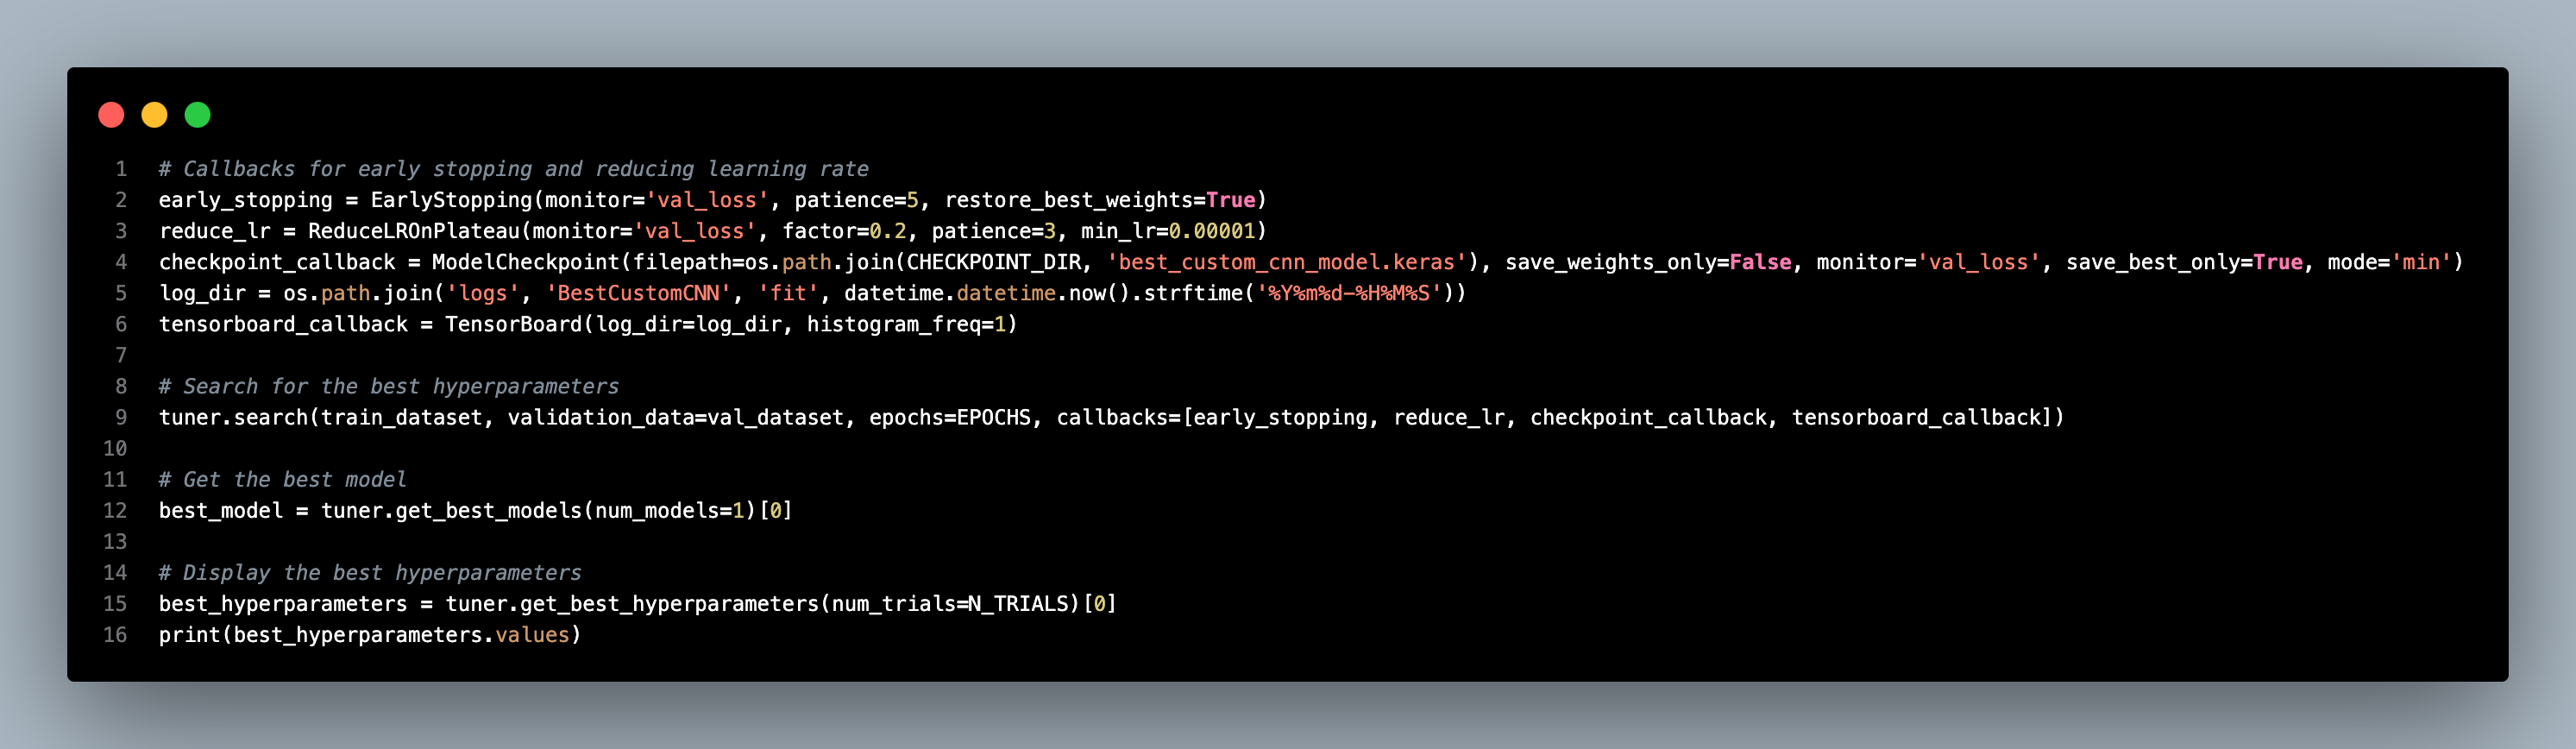 1 # Callbacks for early stopping and reducing learning rate
2 early_stopping = EarlyStopping(monitor='val_loss', patience=5, restore_best_weights=True)
3 reduce_lr = ReduceLROnPlateau(monitor='val_loss', factor=0.2, patience=3, min_lr=0.00001)
4 checkpoint_callback = ModelCheckpoint(filepath=os.path.join(CHECKPOINT_DIR, 'best_custom_cnn_model.keras'), save_weights_only=False, monitor='val_loss', save_best_only=True, mode='min')
5 log_dir = os.path.join('logs', 'BestCustomCNN', 'fit', datetime.datetime.now().strftime('%Y%m%d-%H%M%S'))
6 tensorboard_callback = TensorBoard(log_dir=log_dir, histogram_freq=1)
7
8 # Search for the best hyperparameters
9 tuner.search(train_dataset, validation_data=val_dataset, epochs=EPOCHS, callbacks=[early_stopping, reduce_lr, checkpoint_callback, tensorboard_callback])
10
11 # Get the best model
12 best_model = tuner.get_best_models(num_models=1)[0]
13
14 # Display the best hyperparameters
15 best_hyperparameters = tuner.get_best_hyperparameters(num_trials=N_TRIALS)[0]
16 print(best_hyperparameters.values)